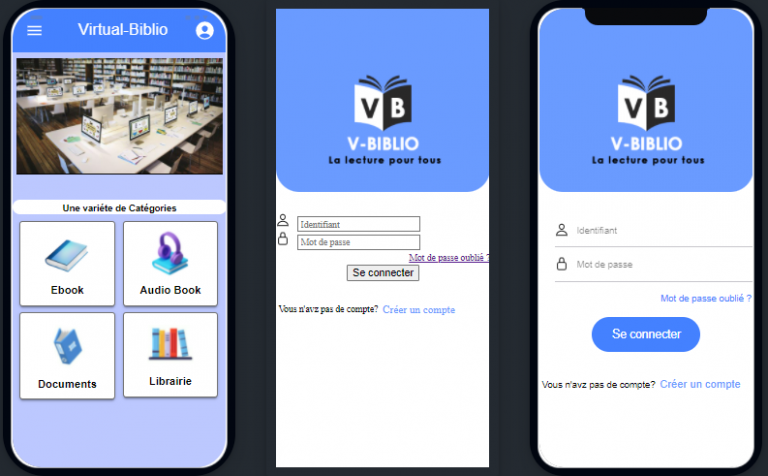 Virtual-Biblio
Une variéte de Catégories
Ebook
Audio Book
Documents
Librairie
V B
V-BIBLIO
La lecture pour tous
Identifiant
Mot de passe
Mot de passe oublié ?
Se connecter
Vous n'avz pas de compte? Créer un compte
V B
V-BIBLIO
La lecture pour tous
Identifiant
Mot de passe
Mot de passe oublié ?
Se connecter
Vous n'avz pas de compte? Créer un compte